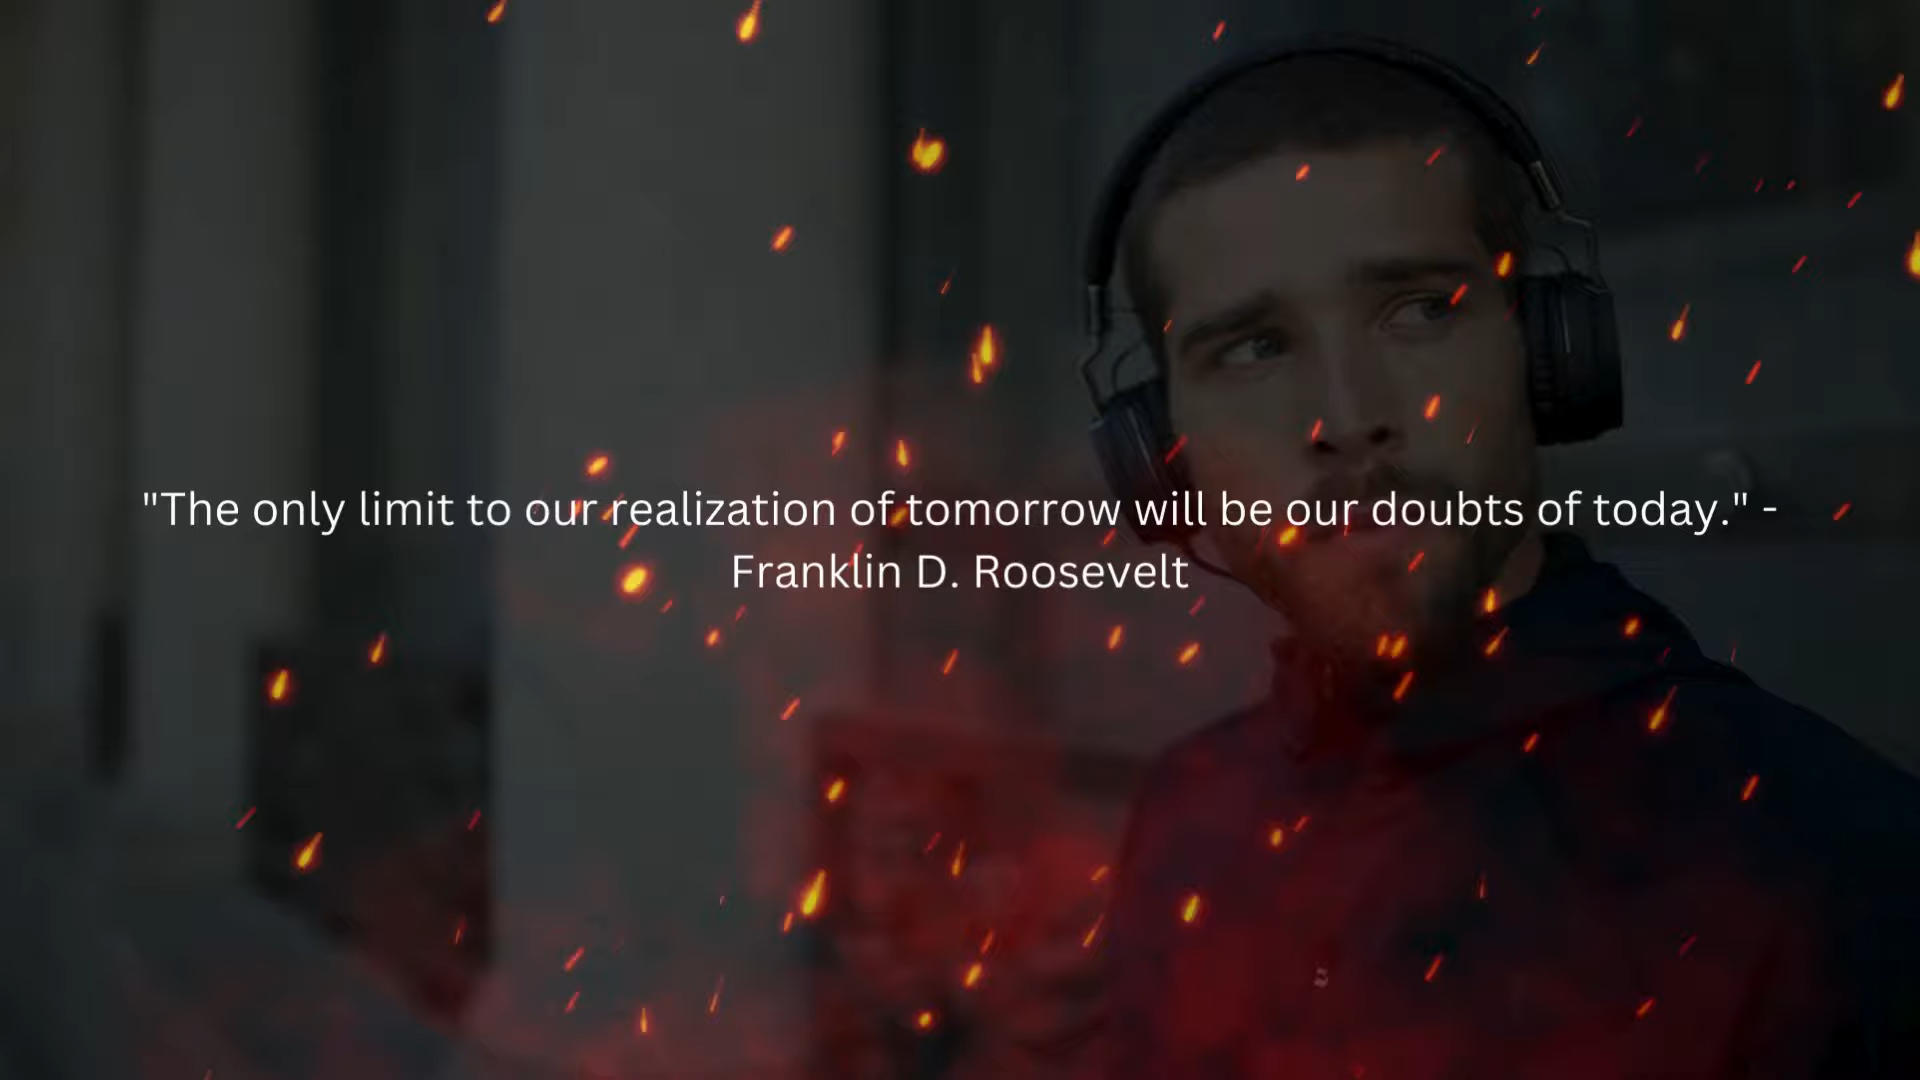 "The only limit to our realization of tomorrow will be our doubts of today." -
Franklin D. Roosevelt